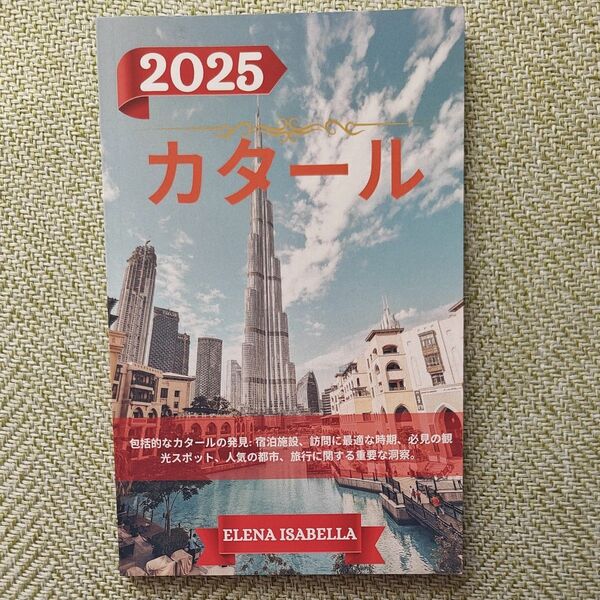 2025
カタール
包括的なカタールの発見: 宿泊施設、訪問に最適な時期、必見の観
光スポット、人気の都市、旅行に関する重要な洞察。
ELENA ISABELLA